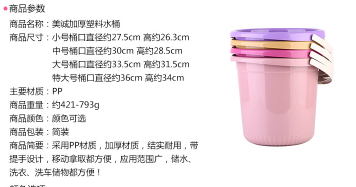 商品参数
商品名称：美诚加厚塑料水桶
商品尺寸：小号桶口直径约27.5cm 高约26.3cm
中号桶口直径约30cm 高约28.5cm
大号桶口直径约33.5cm 高约31.5cm
特大号桶口直径约36cm 高约34cm
主要材质：PP
商品重量：约421-793g
商品颜色：颜色可选
商品包装：简装
商品简要：采用PP材质，加厚材质，结实耐用，带
提手设计，移动拿取都方便，应用范围广，储水、
洗衣、洗车储物都方便！